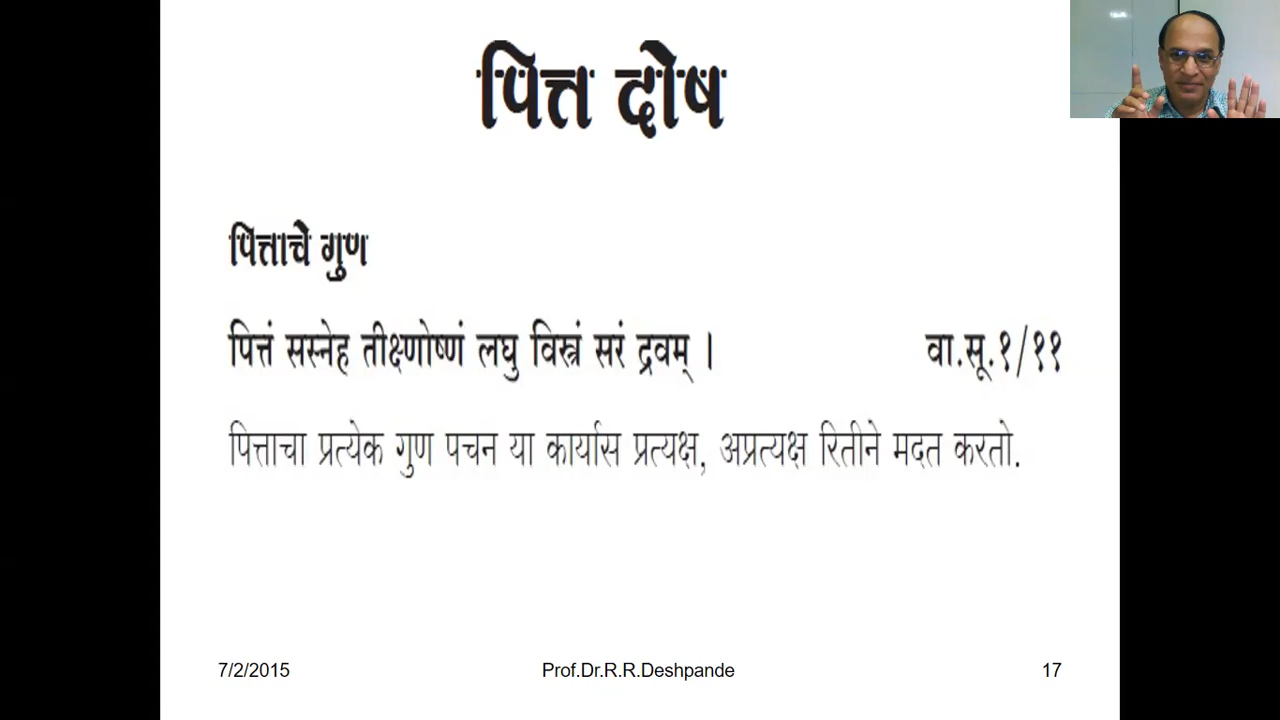 पित्त दोष
पित्ताचे गुण
पित्तं सस्नेह तीक्ष्णोष्णं लघु विस्त्रं सरं द्रवम् । वा.सू.१/११
पित्ताचा प्रत्येक गुण पचन या कार्यास प्रत्यक्ष, अप्रत्यक्ष रितीने मदत करतो.
7/2/2015 Prof.Dr.R.R.Deshpande 17